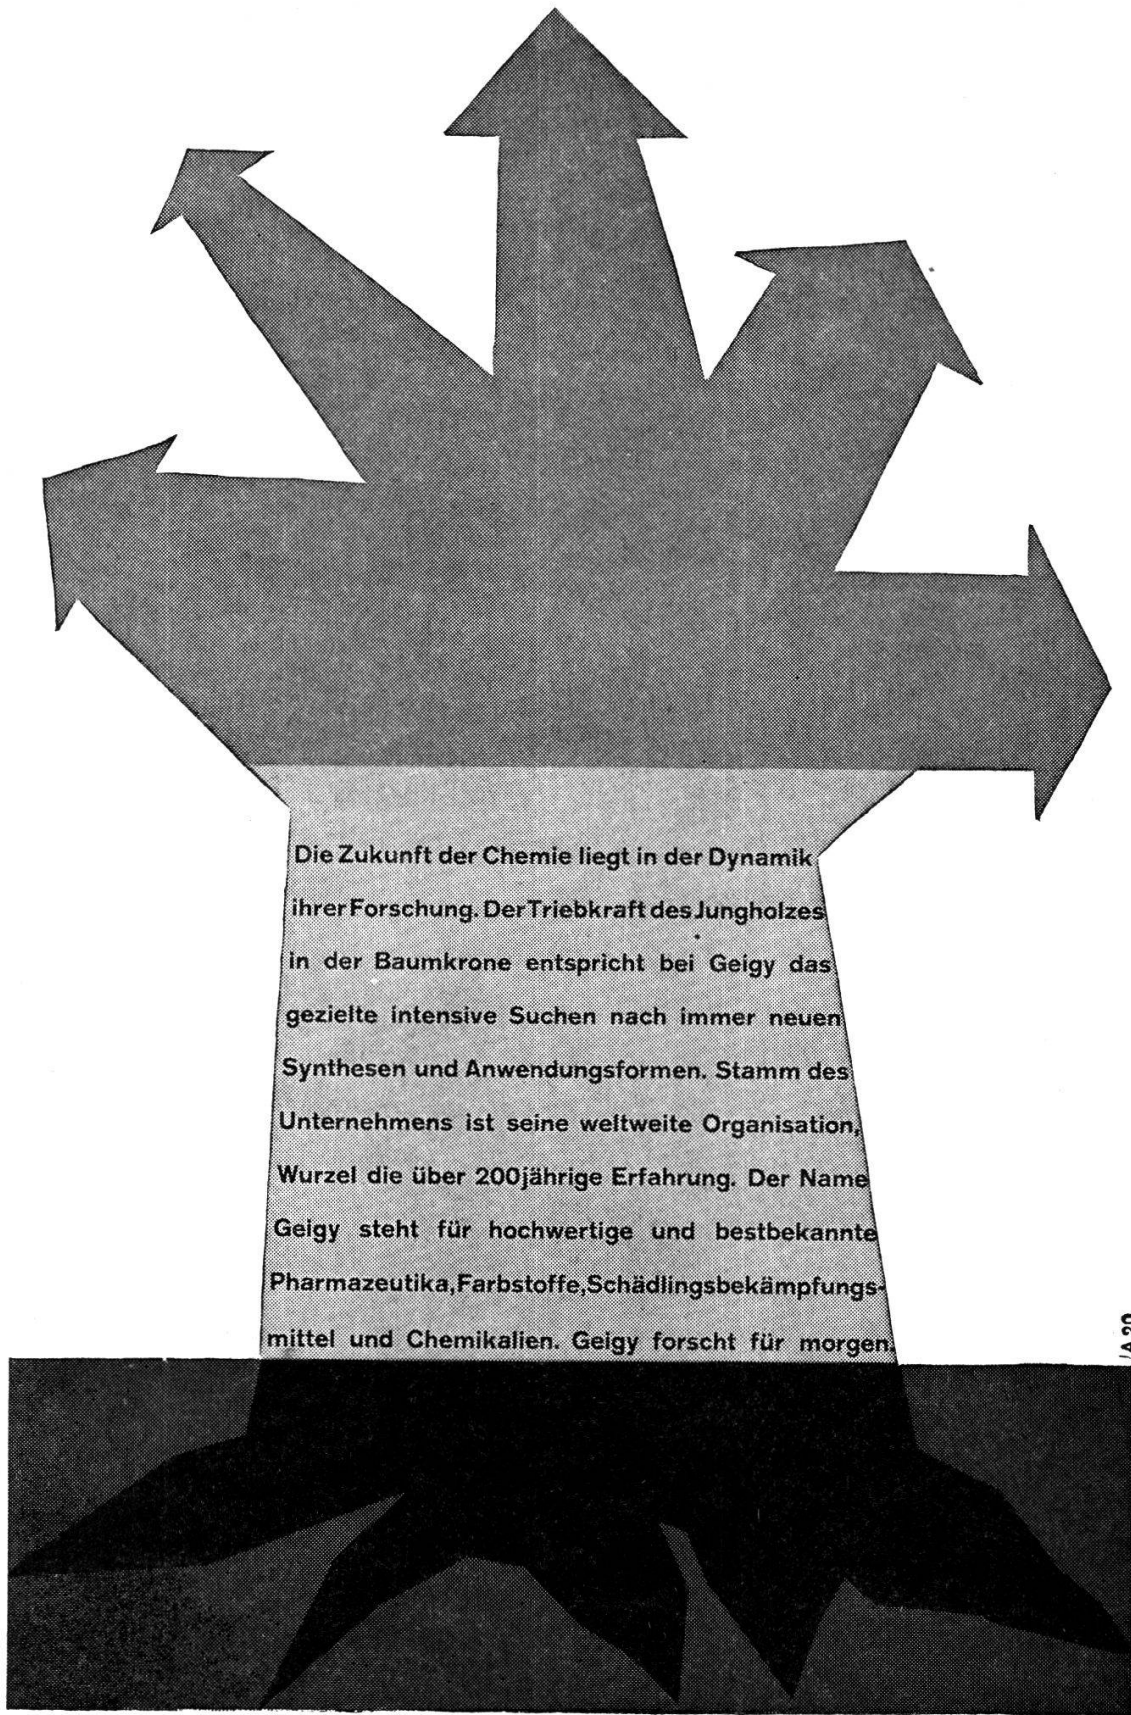 Die Zukunft der Chemie liegt in der Dynamik
ihrer Forschung. Der Triebkraft des Jungholzes
in der Baumkrone entspricht bei Geigy das
gezielte intensive Suchen nach immer neuen
Synthesen und Anwendungsformen. Stamm des
Unternehmens ist seine weltweite Organisation,
Wurzel die über 200jährige Erfahrung. Der Name
Geigy steht für hochwertige und bestbekannte
Pharmazeutika, Farbstoffe, Schädlingsbekämpfungs-
mittel und Chemikalien. Geigy forscht für morgen.